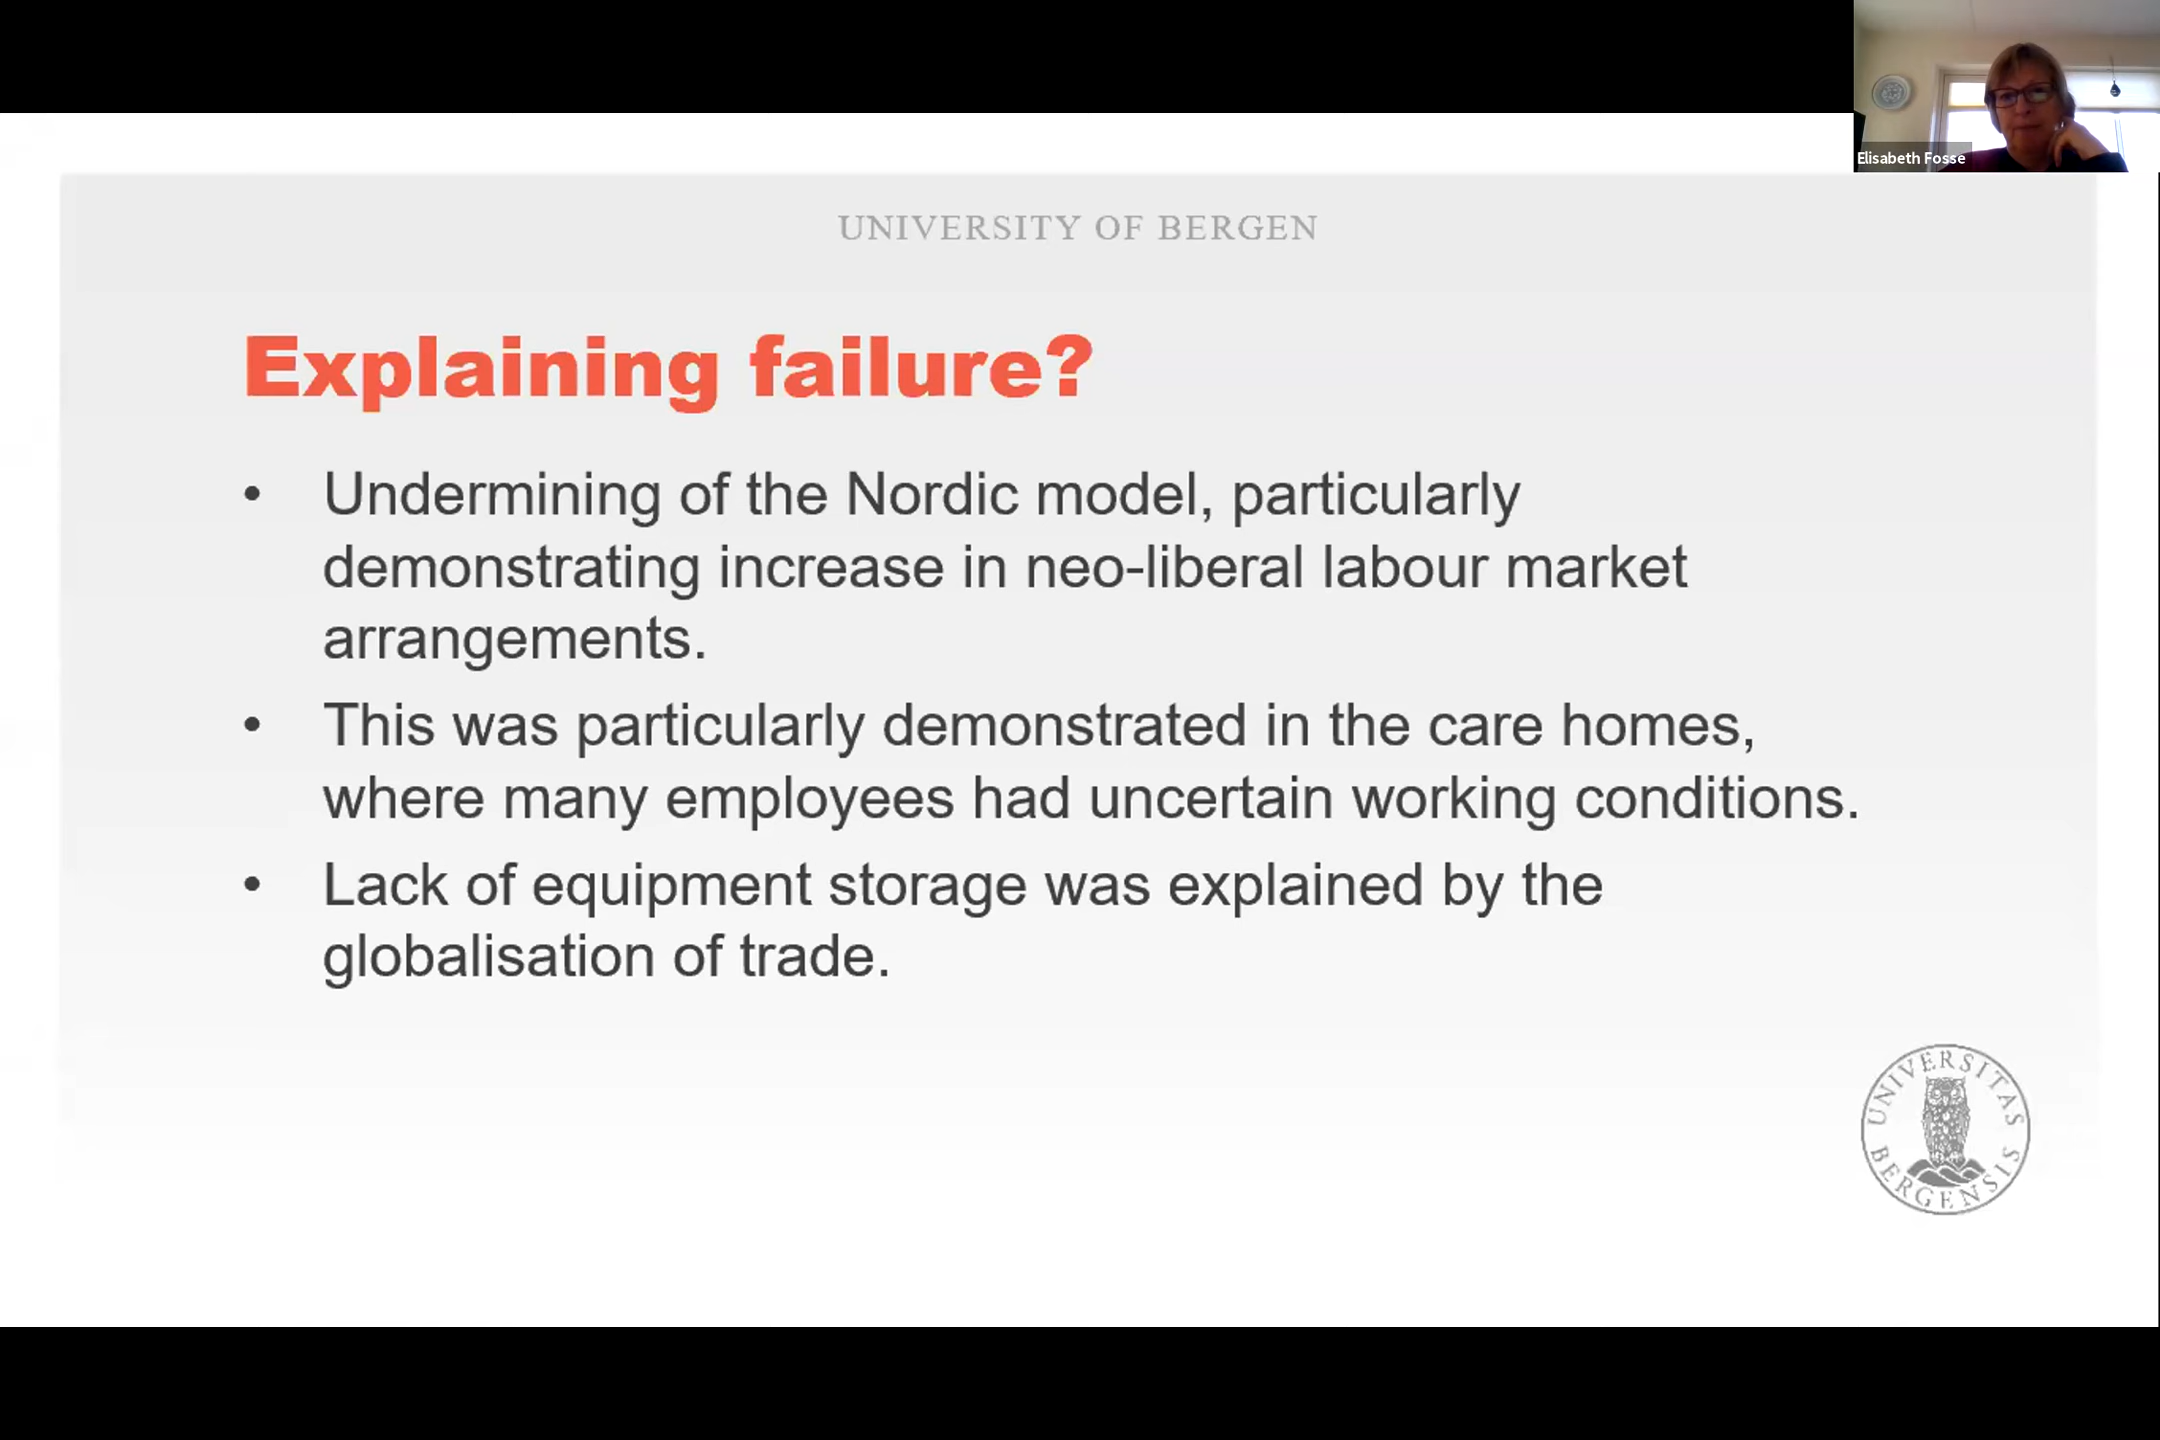 Elisabeth Fosse
UNIVERSITY OF BERGEN
Explaining failure?
• Undermining of the Nordic model, particularly
demonstrating increase in neo-liberal labour market
arrangements.
• This was particularly demonstrated in the care homes,
where many employees had uncertain working conditions.
• Lack of equipment storage was explained by the
globalisation of trade.
UNIVERSITAS
BERGENSIS